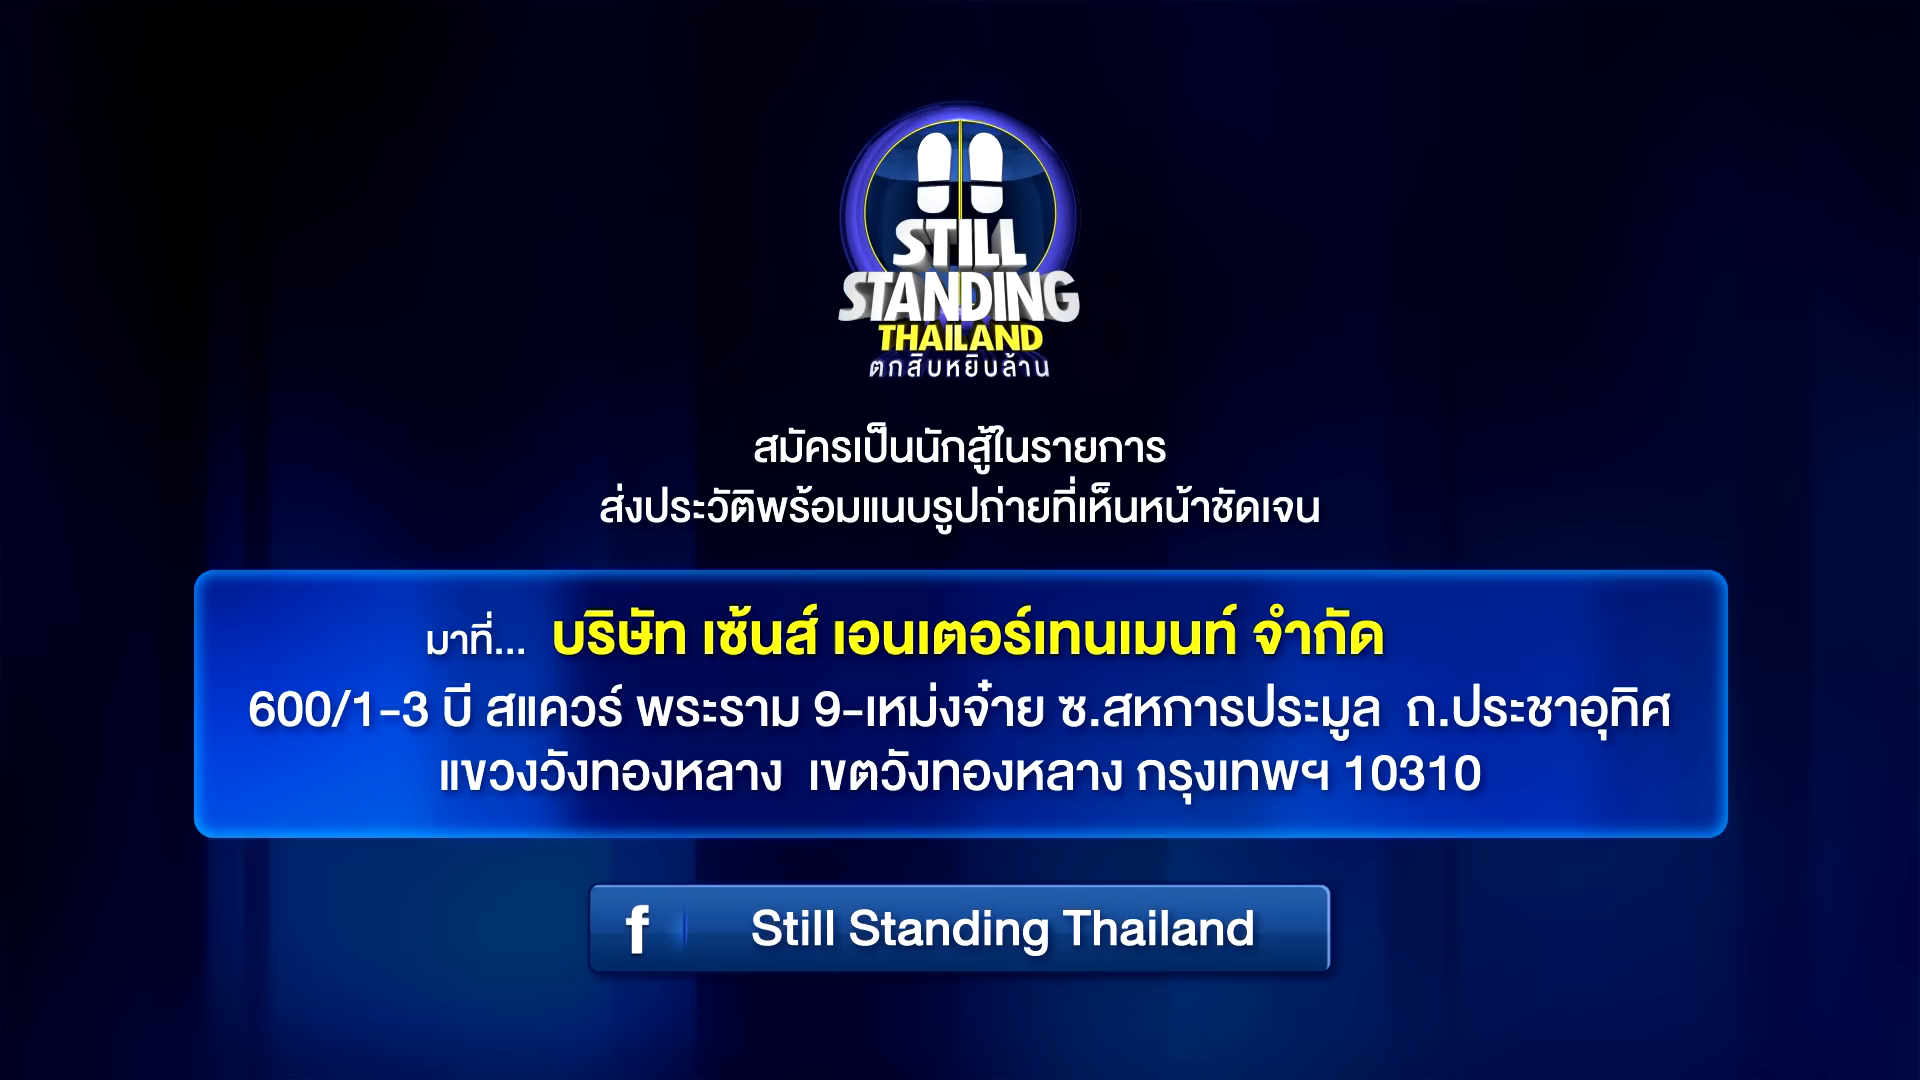 STILL
STANDING
THAILAND
ตกสิบหยิบล้าน
สมัครเป็นนักสู้ในรายการ
ส่งประวัติพร้อมแนบรูปถ่ายที่เห็นหน้าชัดเจน
มาที่... บริษัท เซ้นส์ เอนเตอร์เทนเมนท์ จำกัด
600/1-3 บี สแควร์ พระราม 9-เหม่งจ๋าย ซ.สหการประมูล ถ.ประชาอุทิศ
แขวงวังทองหลาง เขตวังทองหลาง กรุงเทพฯ 10310
f Still Standing Thailand